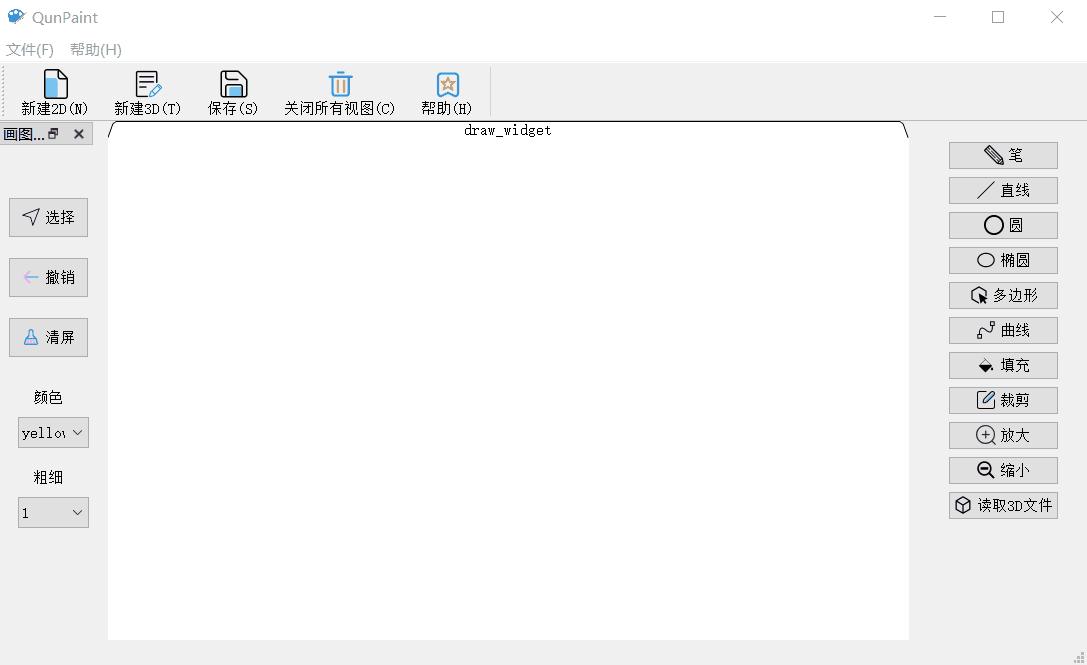 QunPaint
文件(F) 帮助(H)
新建2D(N) 新建3D(T) 保存(S) 关闭所有视图(C) 帮助(H)
画图...
draw_widget
选择
撤销
清屏
颜色
yellow
粗细
1
笔
直线
圆
椭圆
多边形
曲线
填充
裁剪
放大
缩小
读取3D文件